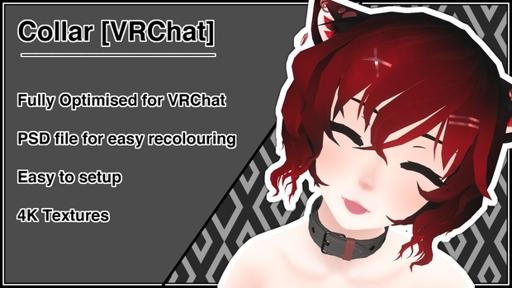 Collar [VRChat]
Fully Optimised for VRChat
PSD file for easy recolouring
Easy to setup
4K Textures